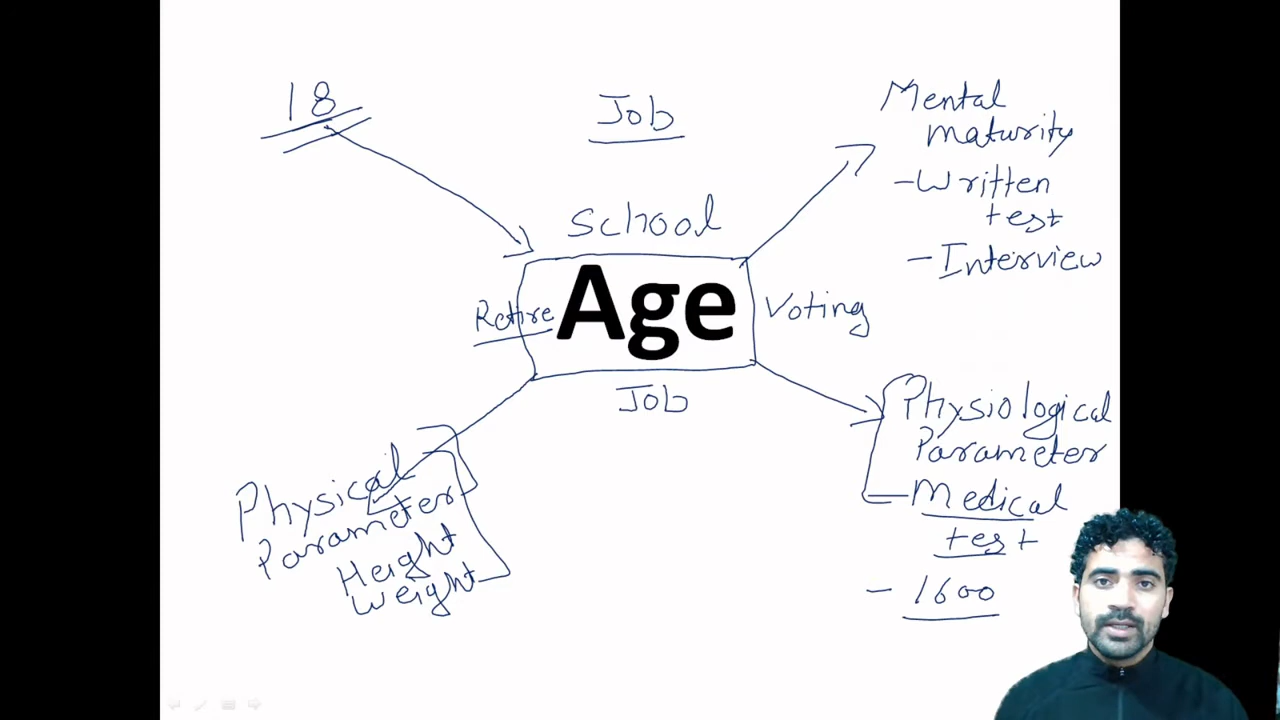 18
Job
Mental
maturity
- Written
test
- Interview
School
Retire
Age
Voting
Job
Physiological
Parameter
- Medical
test
- 1600
Physical
Parameter
Height
Weight